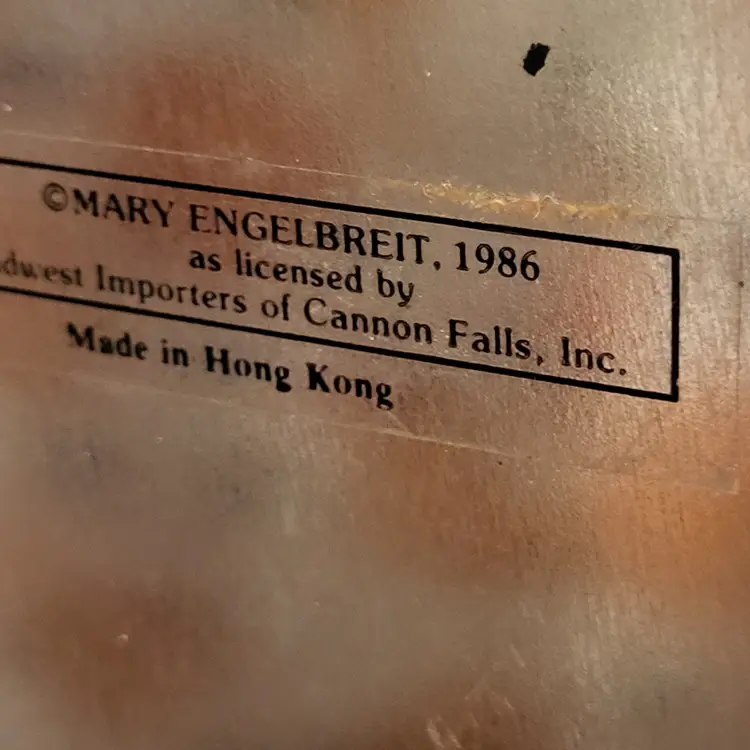 ©MARY ENGELBREIT, 1986
as licensed by
dwest Importers of Cannon Falls, Inc.
Made in Hong Kong